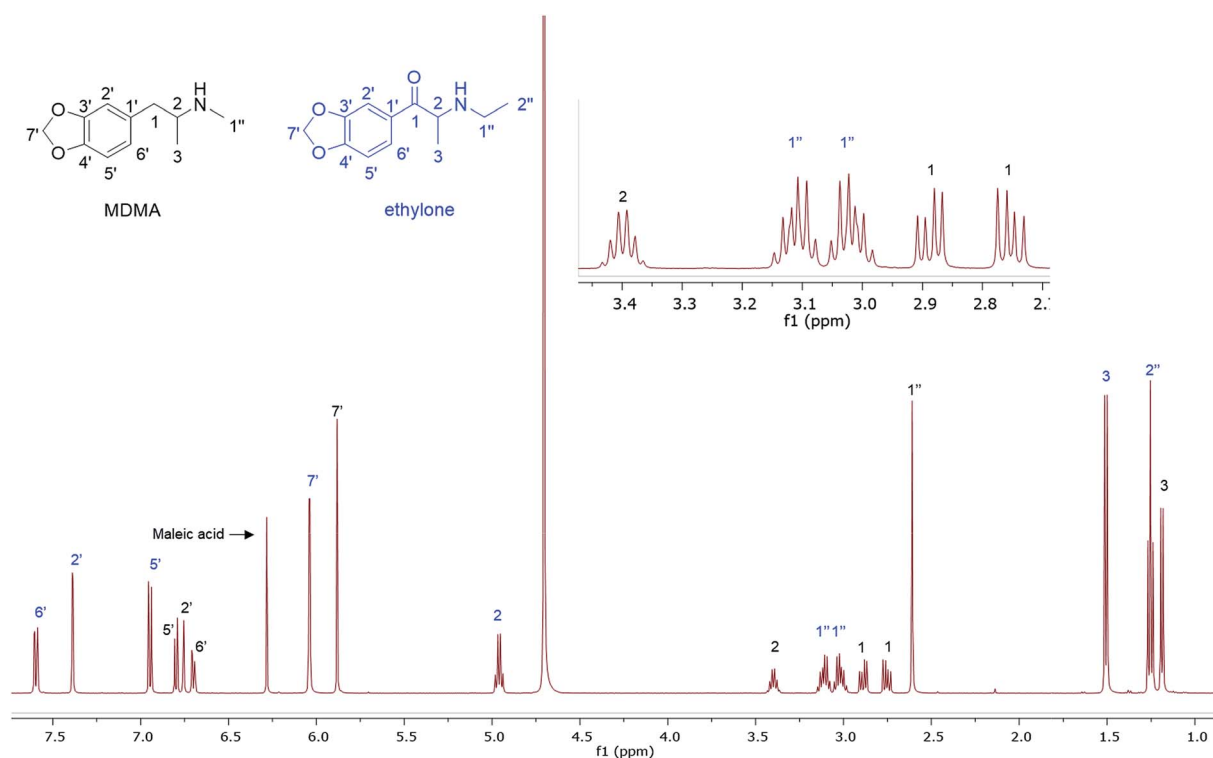 O
H
N
H
N
2'
O
3'
1'
2
7'
1
1''
O
4'
6'
3
5'
MDMA
2'
O
3'
1'
2
2''
7'
1
1''
O
4'
6'
3
5'
ethylone
1'' 1'' 1 1
2
3.4 3.3 3.2 3.1 3.0 2.9 2.8
f1 (ppm)
6' 2' 5' 5' 2' 6' Maleic acid 7' 7' 2 2 1'' 1'' 1 1 1'' 3 2'' 3
7.5 7.0 6.5 6.0 5.5 5.0 4.5 4.0 3.5 3.0 2.5 2.0 1.5 1.0
f1 (ppm)